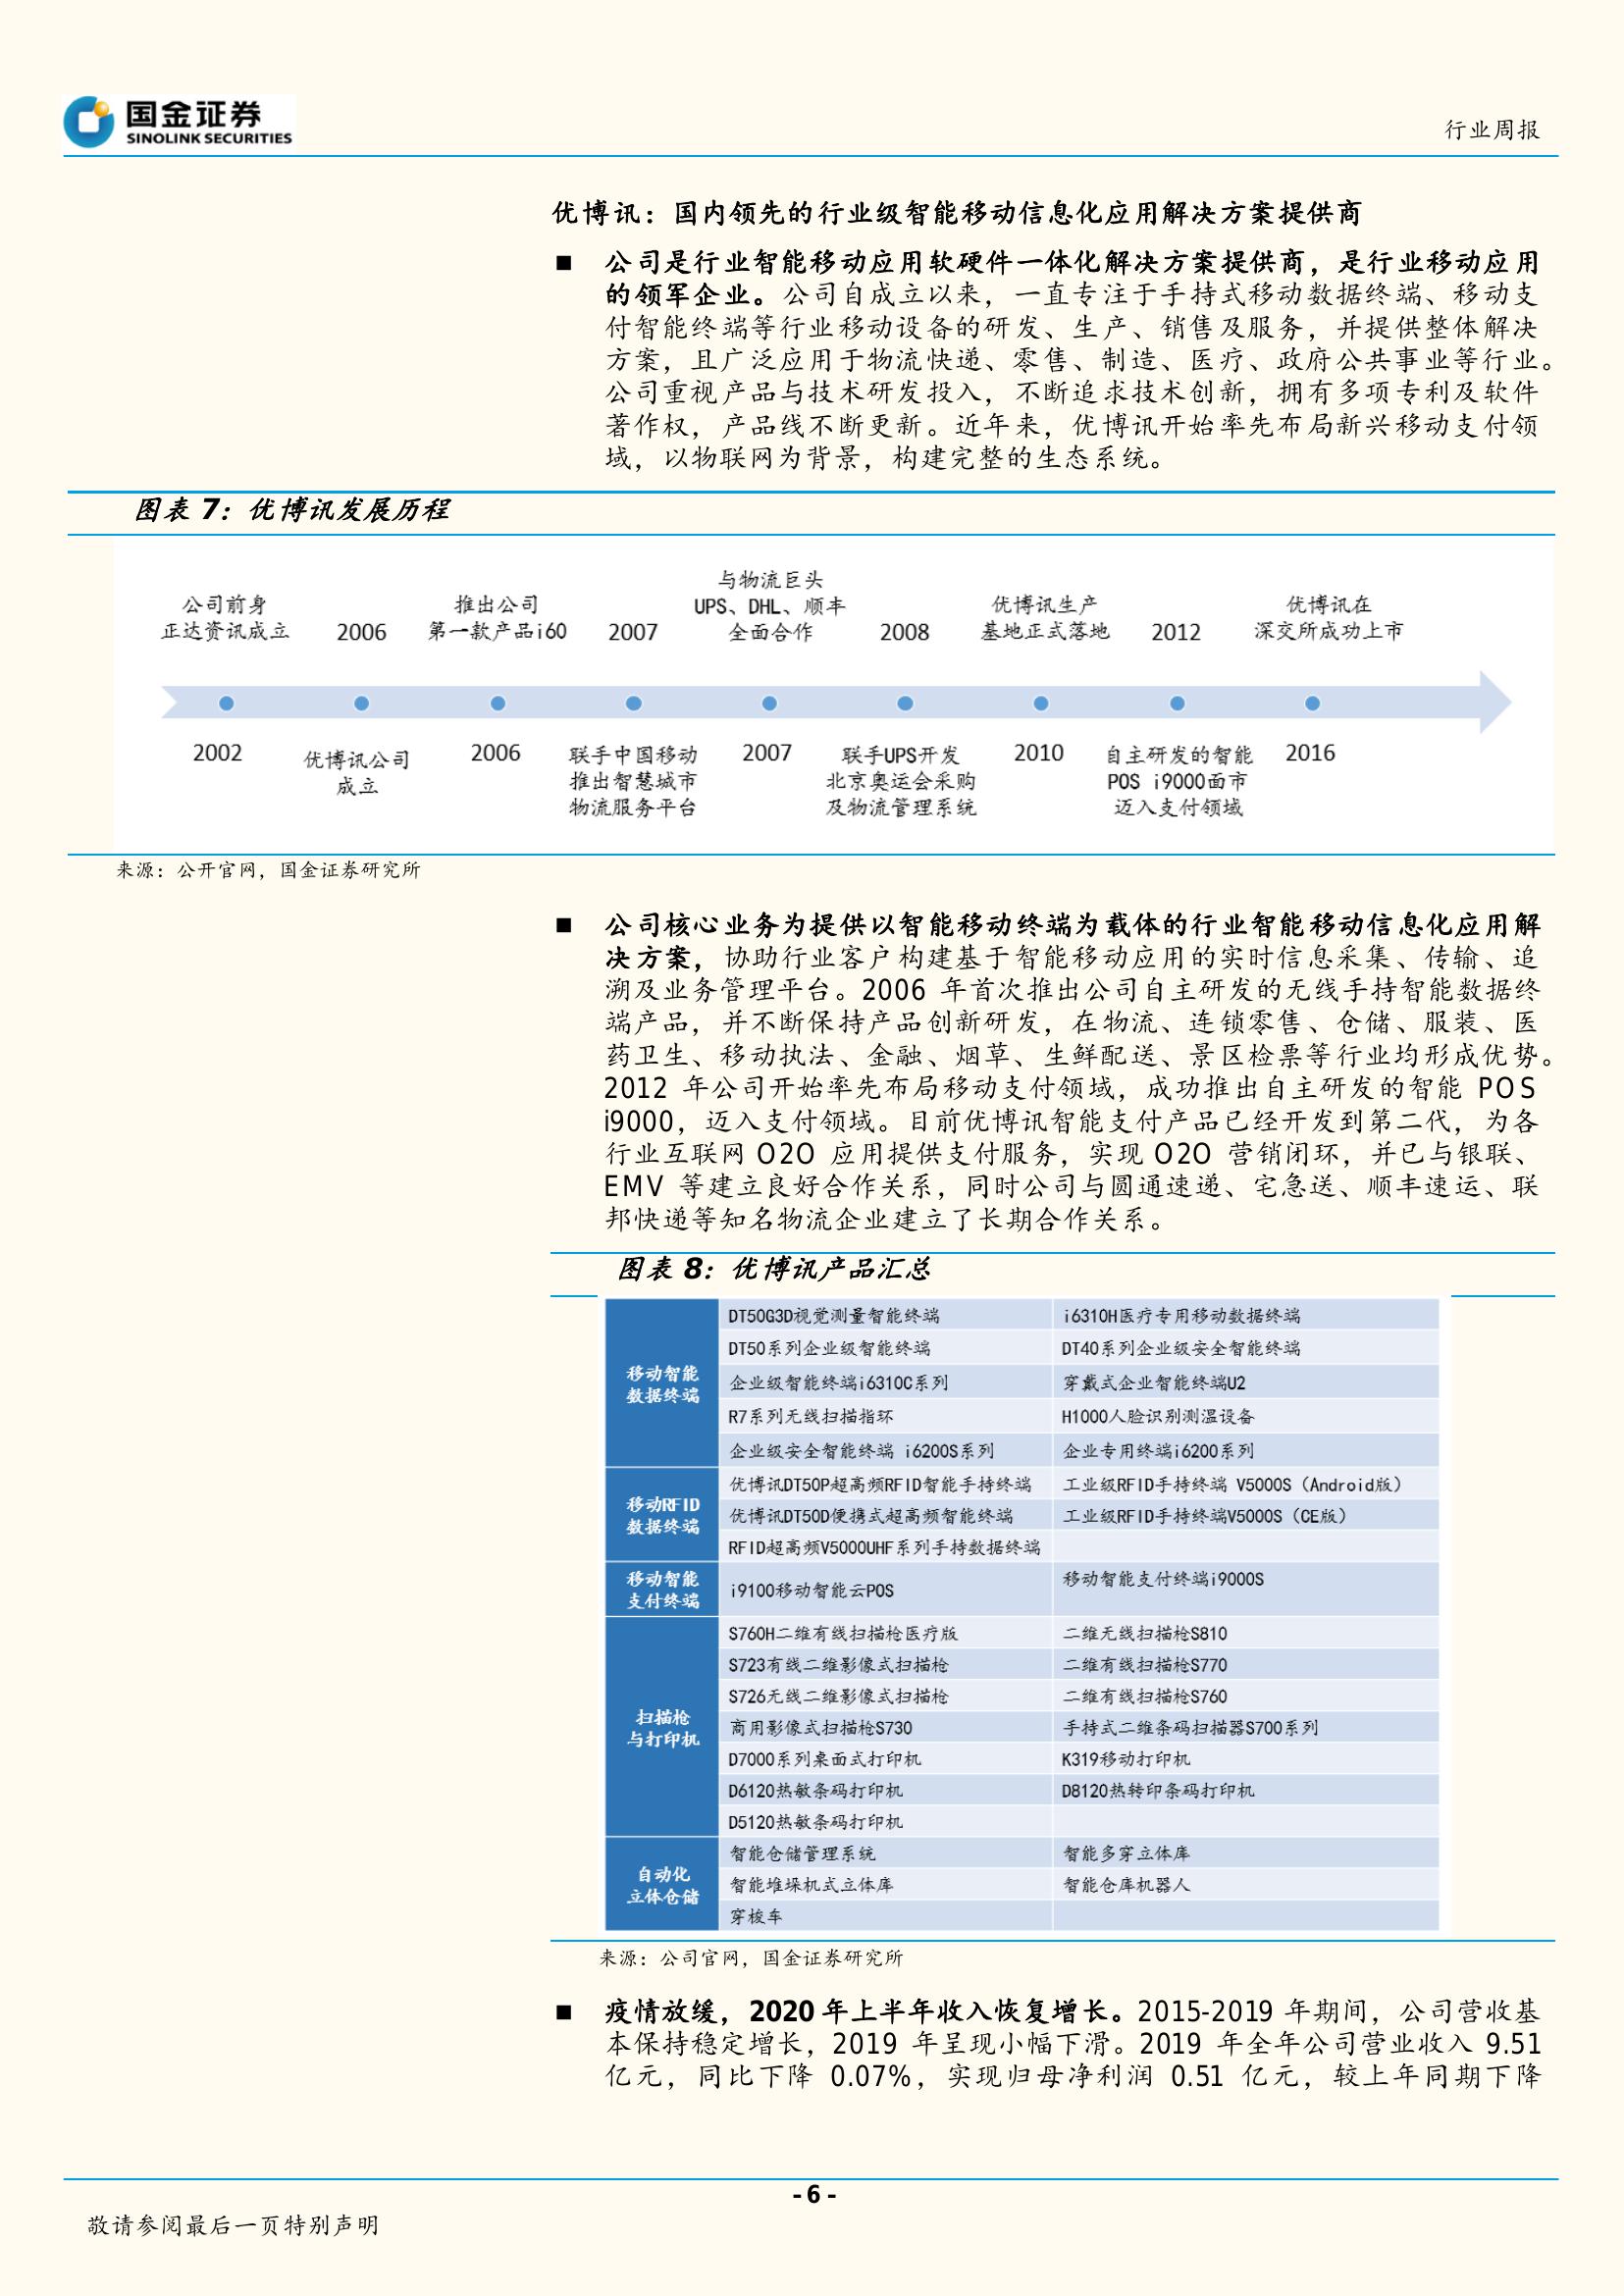 国金证券
SINOLINK SECURITIES
行业周报
优博讯：国内领先的行业级智能移动信息化应用解决方案提供商
■ 公司是行业智能移动应用软硬件一体化解决方案提供商，是行业移动应用
的领军企业。公司自成立以来，一直专注于手持式移动数据终端、移动支
付智能终端等行业移动设备的研发、生产、销售及服务，并提供整体解决
方案，且广泛应用于物流快递、零售、制造、医疗、政府公共事业等行业。
公司重视产品与技术研发投入，不断追求技术创新，拥有多项专利及软件
著作权，产品线不断更新。近年来，优博讯开始率先布局新兴移动支付领
域，以物联网为背景，构建完整的生态系统。
图表 7：优博讯发展历程
公司前身
正达资讯成立
2002
2006
优博讯公司
成立
推出公司
第一款产品i60
2006
2007
联手中国移动
推出智慧城市
物流服务平台
与物流巨头
UPS、DHL、顺丰
全面合作
2007
2008
联手UPS开发
北京奥运会采购
及物流管理系统
优博讯生产
基地正式落地
2010
2012
自主研发的智能
POS i9000面市
迈入支付领域
优博讯在
深交所成功上市
2016
来源：公开官网，国金证券研究所
■ 公司核心业务为提供以智能移动终端为载体的行业智能移动信息化应用解
决方案，协助行业客户构建基于智能移动应用的实时信息采集、传输、追
溯及业务管理平台。2006 年首次推出公司自主研发的无线手持智能数据终
端产品，并不断保持产品创新研发，在物流、连锁零售、仓储、服装、医
药卫生、移动执法、金融、烟草、生鲜配送、景区检票等行业均形成优势。
2012 年公司开始率先布局移动支付领域，成功推出自主研发的智能 POS
i9000，迈入支付领域。目前优博讯智能支付产品已经开发到第二代，为各
行业互联网 O2O 应用提供支付服务，实现 O2O 营销闭环，并已与银联、
EMV 等建立良好合作关系，同时公司与圆通速递、宅急送、顺丰速运、联
邦快递等知名物流企业建立了长期合作关系。
图表 8：优博讯产品汇总
移动智能
数据终端
DT50G3D视觉测量智能终端 i6310H医疗专用移动数据终端
DT50系列企业级智能终端 DT40系列企业级安全智能终端
企业级智能终端i6310C系列 穿戴式企业智能终端U2
R7系列无线扫描指环 H1000人脸识别测温设备
企业级安全智能终端 i6200S系列 企业专用终端i6200系列
移动RFID
数据终端
优博讯DT50P超高频RFID智能手持终端 工业级RFID手持终端 V5000S（Android版）
优博讯DT50D便携式超高频智能终端 工业级RFID手持终端V5000S（CE版）
RFID超高频V5000UHF系列手持数据终端
移动智能
支付终端
i9100移动智能云POS 移动智能支付终端i9000S
扫描枪
与打印机
S760H二维有线扫描枪医疗版 二维无线扫描枪S810
S723有线二维影像式扫描枪 二维有线扫描枪S770
S726无线二维影像式扫描枪 二维有线扫描枪S760
商用影像式扫描枪S730 手持式二维条码扫描器S700系列
D7000系列桌面式打印机 K319移动打印机
D6120热敏条码打印机 D8120热转印条码打印机
D5120热敏条码打印机
自动化
立体仓储
智能仓储管理系统 智能多穿立体库
智能堆垛机式立体库 智能仓库机器人
穿梭车
来源：公司官网，国金证券研究所
■ 疫情放缓，2020 年上半年收入恢复增长。2015-2019 年期间，公司营收基
本保持稳定增长，2019 年呈现小幅下滑。2019 年全年公司营业收入 9.51
亿元，同比下降 0.07%，实现归母净利润 0.51 亿元，较上年同期下降
- 6 -
敬请参阅最后一页特别声明